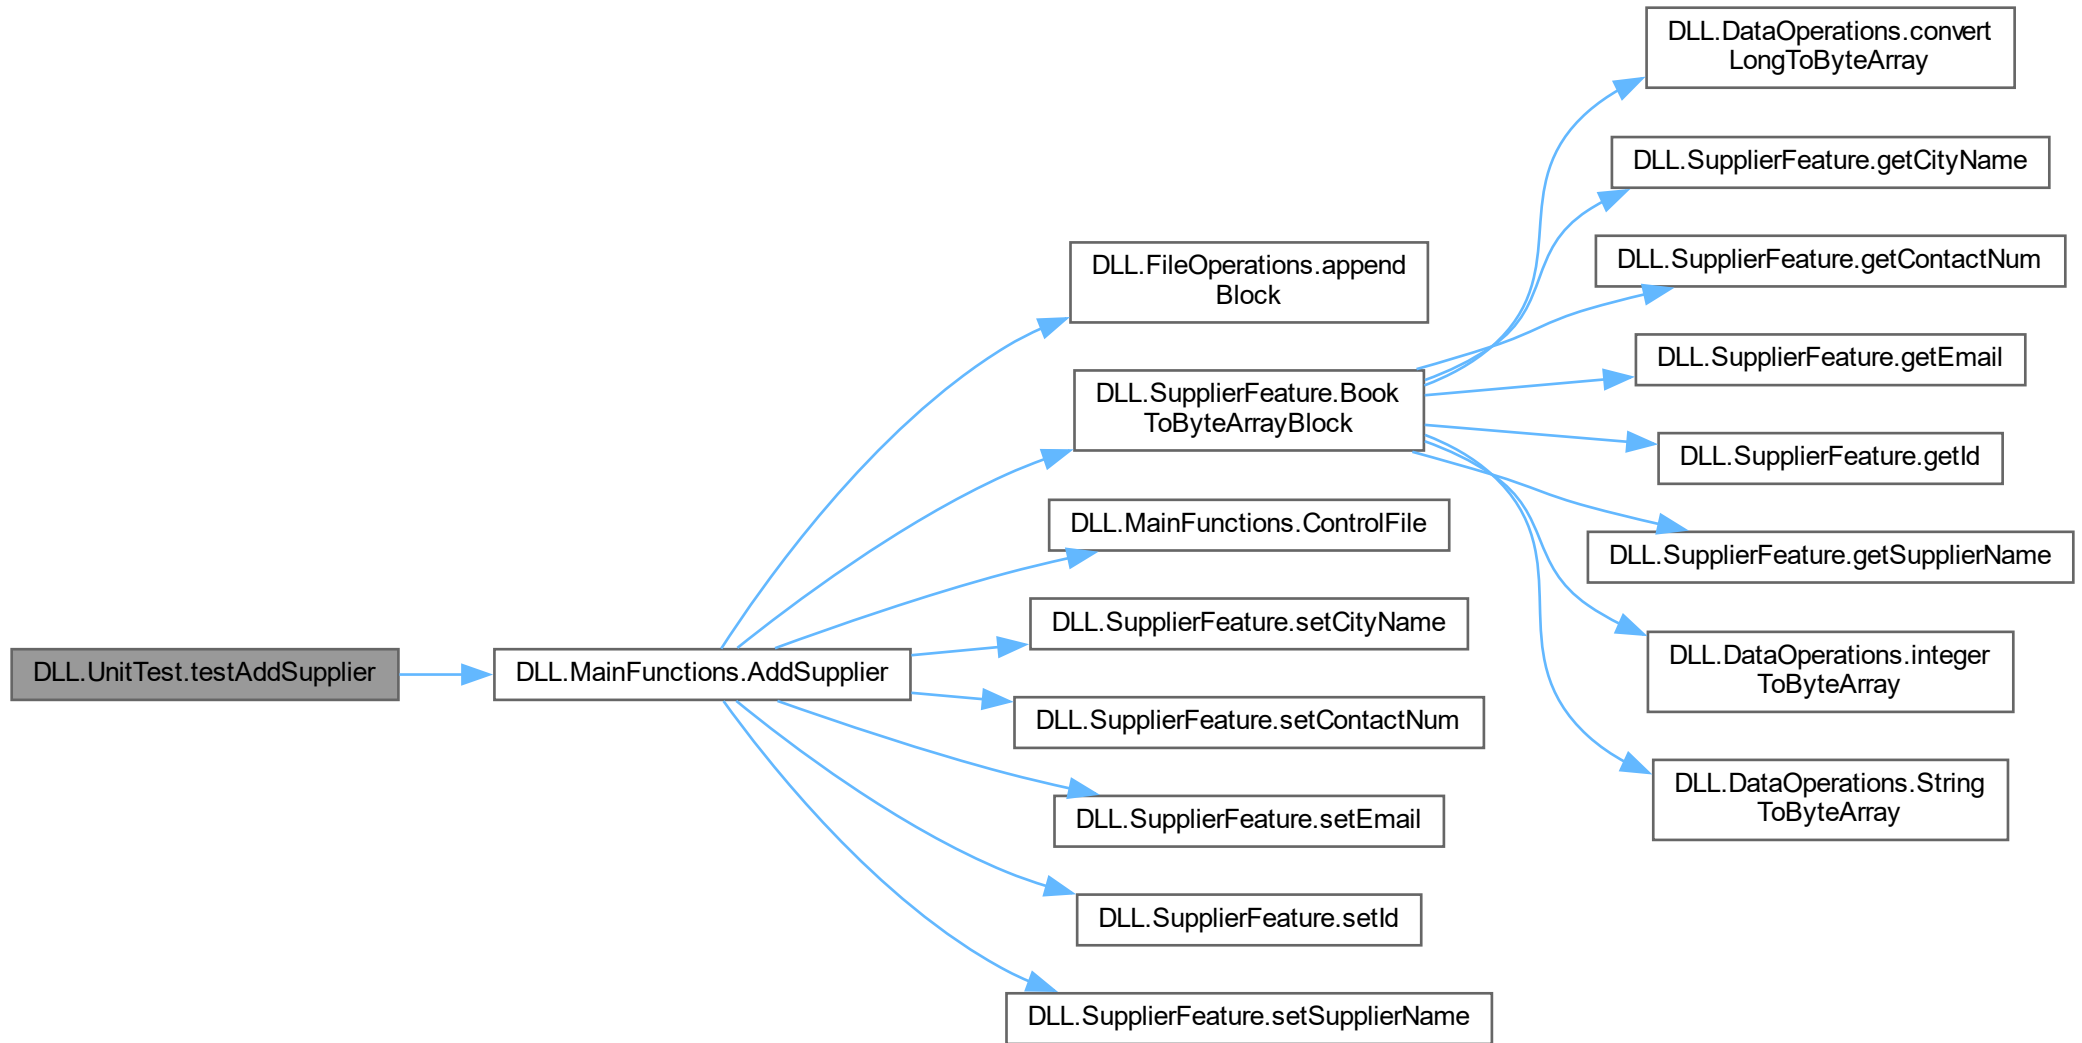 DLL.UnitTest.testAddSupplier
DLL.MainFunctions.AddSupplier
DLL.FileOperations.append
Block
DLL.SupplierFeature.Book
ToByteArrayBlock
DLL.MainFunctions.ControlFile
DLL.SupplierFeature.setCityName
DLL.SupplierFeature.setContactNum
DLL.SupplierFeature.setEmail
DLL.SupplierFeature.setId
DLL.SupplierFeature.setSupplierName
DLL.DataOperations.convert
LongToByteArray
DLL.SupplierFeature.getCityName
DLL.SupplierFeature.getContactNum
DLL.SupplierFeature.getEmail
DLL.SupplierFeature.getId
DLL.SupplierFeature.getSupplierName
DLL.DataOperations.integer
ToByteArray
DLL.DataOperations.String
ToByteArray